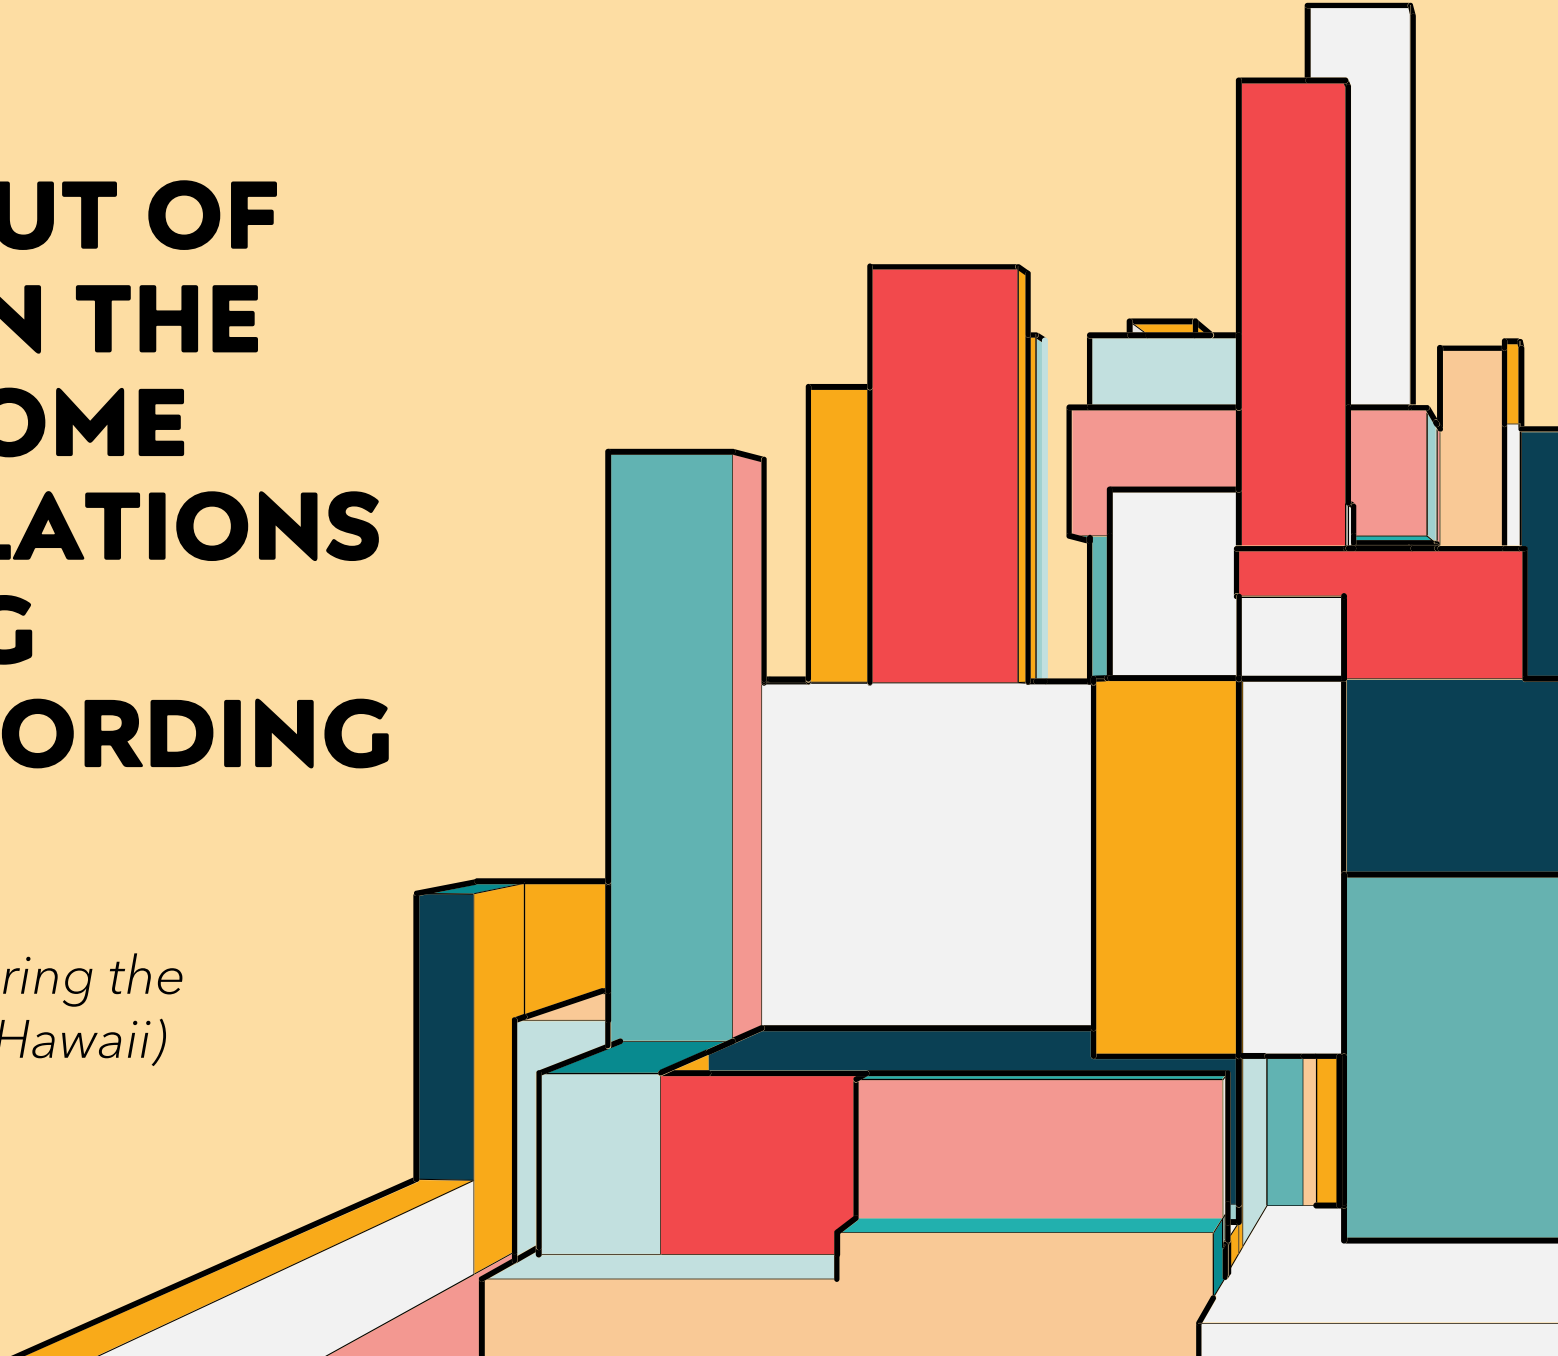 UT OF
N THE
OME
LATIONS
G
ORDING
ring the
Hawaii)